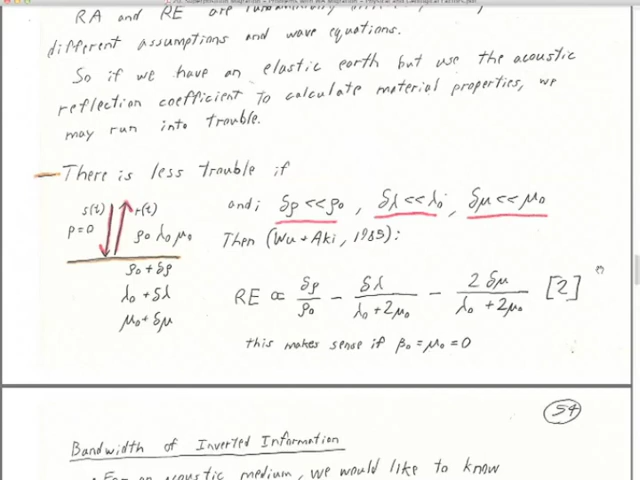 RA and RE are
different assumptions and wave equations.
So if we have an elastic earth but use the acoustic
reflection coefficient to calculate material properties, we
may run into trouble.
There is less trouble if
s(t) r(t)
p=0
ρ0 λ0 μ0
ρ0 + δρ
λ0 + δλ
μ0 + δμ
and; δρ << ρ0 , δλ << λ0 , δμ << μ0
Then (Wu + Aki, 1985):
RE ∝ δρ/ρ0 − δλ/(λ0 + 2μ0) − 2δμ/(λ0 + 2μ0) [2]
this makes sense if β0 = μ0 = 0
54
Bandwidth of Inverted Information
• For an acoustic medium, we would like to know